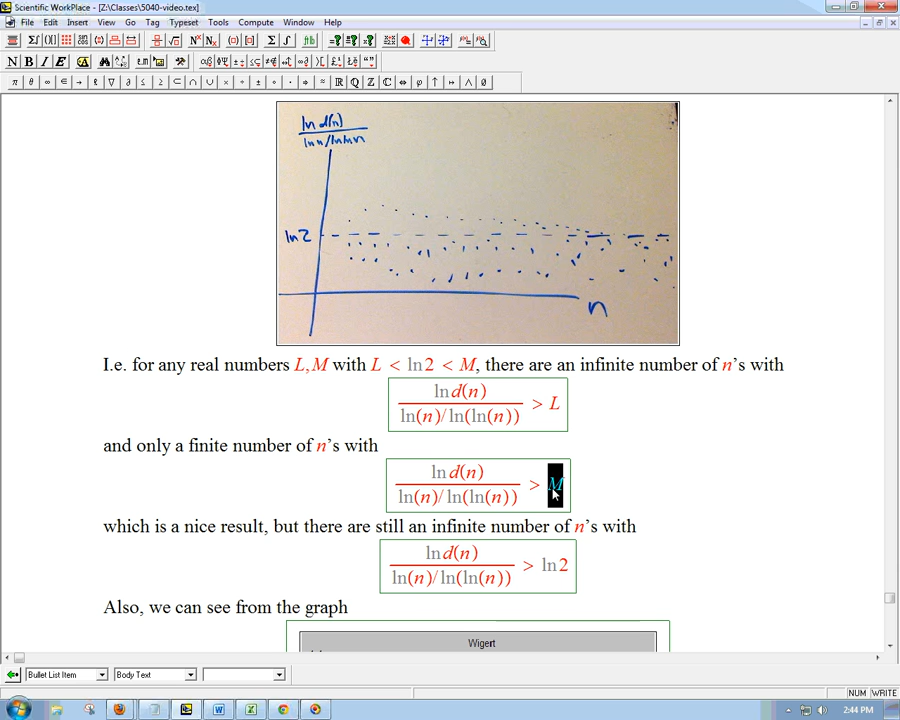 Scientific WorkPlace - [Z:\Classes\5040-video.tex]
File Edit View Insert Go Tag Typeset Tools Compute Window Help
N B I E
π θ ∞ ∈ → ℓ ∇ ∂ ≤ ≥ ⊂ ∩ ∪ × ÷ ± ∘ · * ≈ ≡ ℝ ℚ ℤ ℂ ⇔ φ ↑ ↦ ∧ ∅
ln d(n)
ln n/ln ln n
ln 2
n
I.e. for any real numbers L, M with L < ln 2 < M, there are an infinite number of n's with
ln d(n)
ln(n)/ln(ln(n)) > L
and only a finite number of n's with
ln d(n)
ln(n)/ln(ln(n)) > M
which is a nice result, but there are still an infinite number of n's with
ln d(n)
ln(n)/ln(ln(n)) > ln 2
Also, we can see from the graph
Wigert
Bullet List Item Body Text
NUM WRITE
2:44 PM